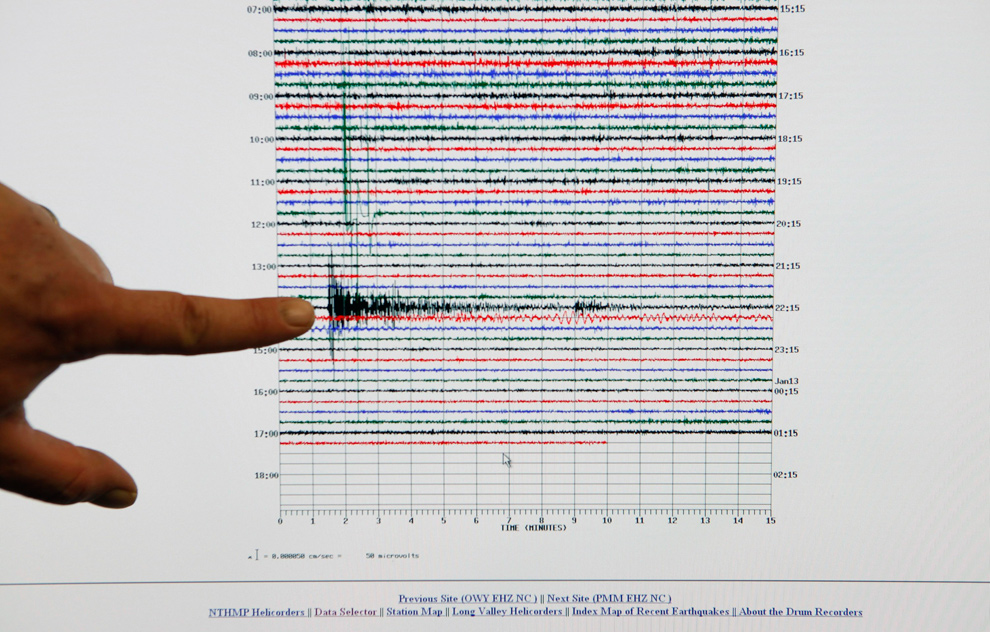 07:00 15:15
08:00 16:15
09:00 17:15
10:00 18:15
11:00 19:15
12:00 20:15
13:00 21:15
22:15
15:00 23:15
Jan13
16:00 00:15
17:00 01:15
18:00 02:15
0 1 2 3 4 5 6 7 8 9 10 11 12 13 14 15
TIME (MINUTES)
= 0.000050 cm/sec = 50 microvolts
Previous Site (OWY EHZ NC ) || Next Site (PMM EHZ NC )
NTHMP Helicorders || Data Selector || Station Map || Long Valley Helicorders || Index Map of Recent Earthquakes || About the Drum Recorders